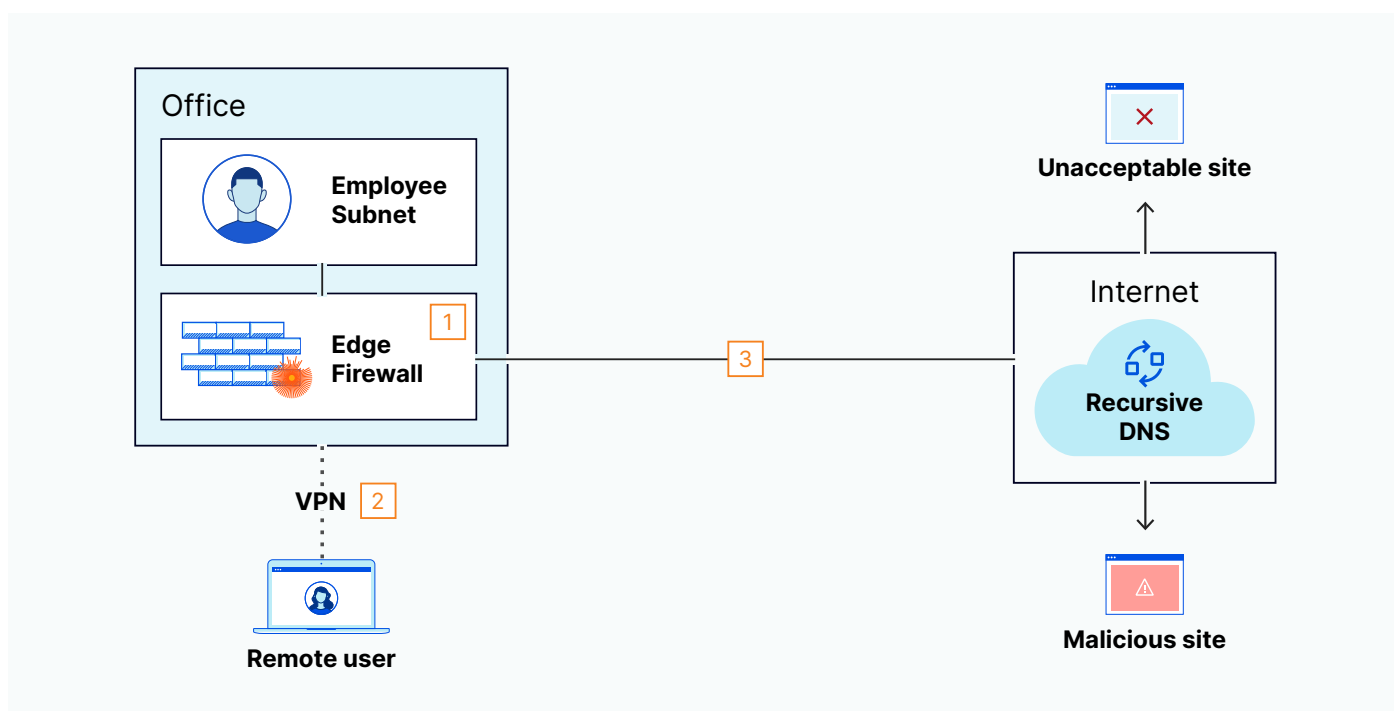 Office
Employee
Subnet
1
Edge
Firewall
VPN
2
Remote user
3
Unacceptable site
Internet
Recursive
DNS
Malicious site